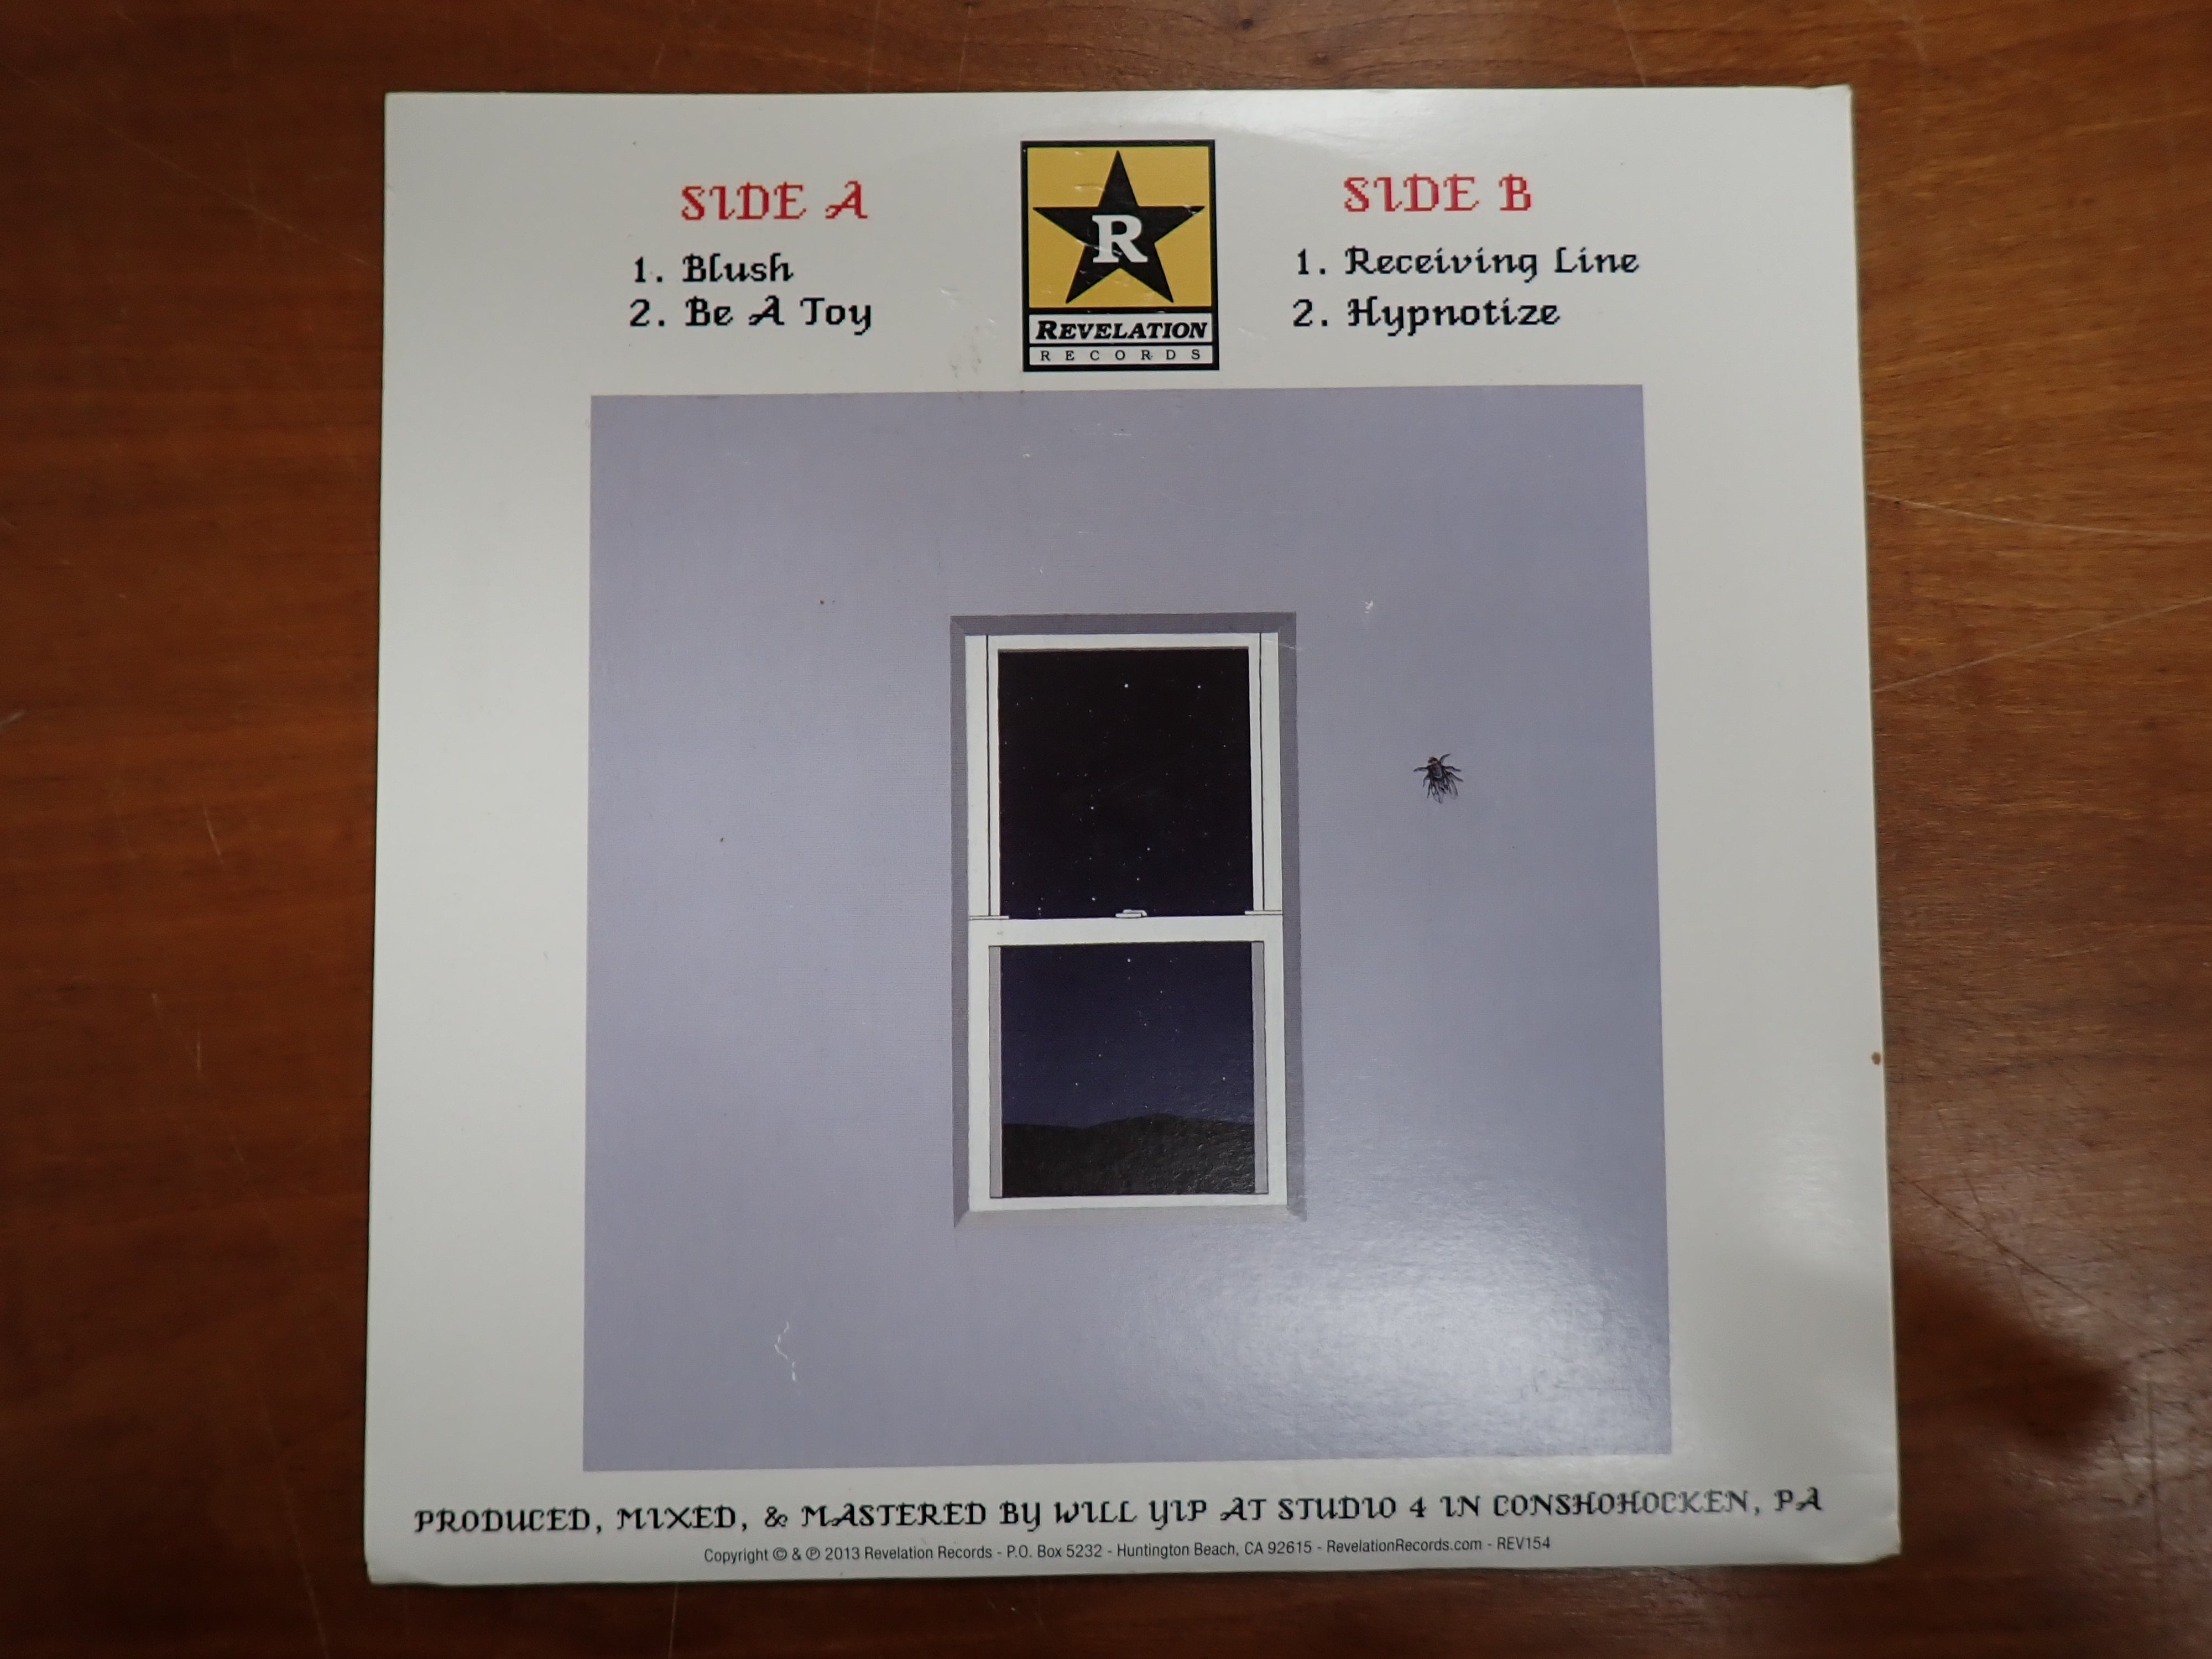 SIDE A
1. Blush
2. Be A Toy
R
REVELATION
RECORDS
SIDE B
1. Receiving Line
2. Hypnotize
PRODUCED, MIXED, & MASTERED BY WILL YIP AT STUDIO 4 IN CONSHOHOCKEN, PA
Copyright © & ℗ 2013 Revelation Records - P.O. Box 5232 - Huntington Beach, CA 92615 - RevelationRecords.com - REV154